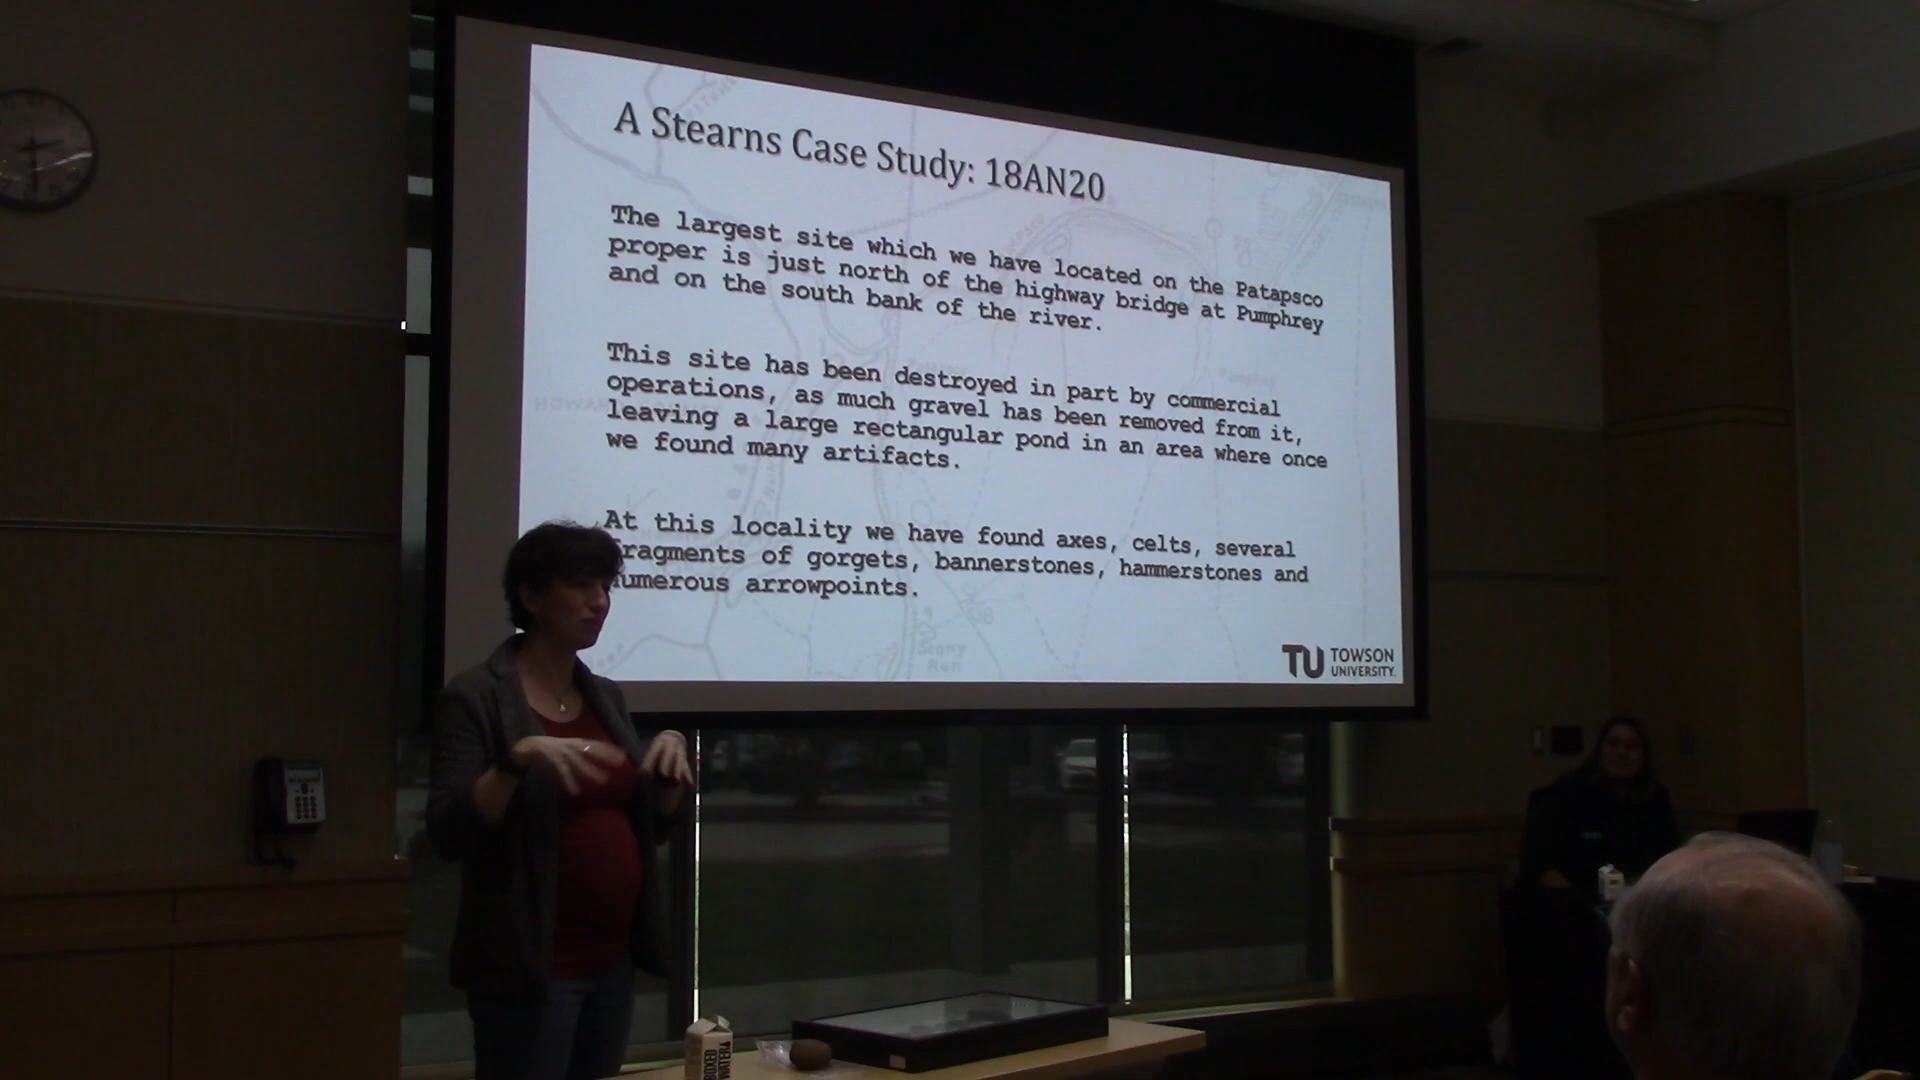 A Stearns Case Study: 18AN20
The largest site which we have located on the Patapsco
proper is just north of the highway bridge at Pumphrey
and on the south bank of the river.
This site has been destroyed in part by commercial
operations, as much gravel has been removed from it,
leaving a large rectangular pond in an area where once
we found many artifacts.
At this locality we have found axes, celts, several
fragments of gorgets, bannerstones, hammerstones and
numerous arrowpoints.
Stony
Run
TU TOWSON
UNIVERSITY.
BOXED
WATER